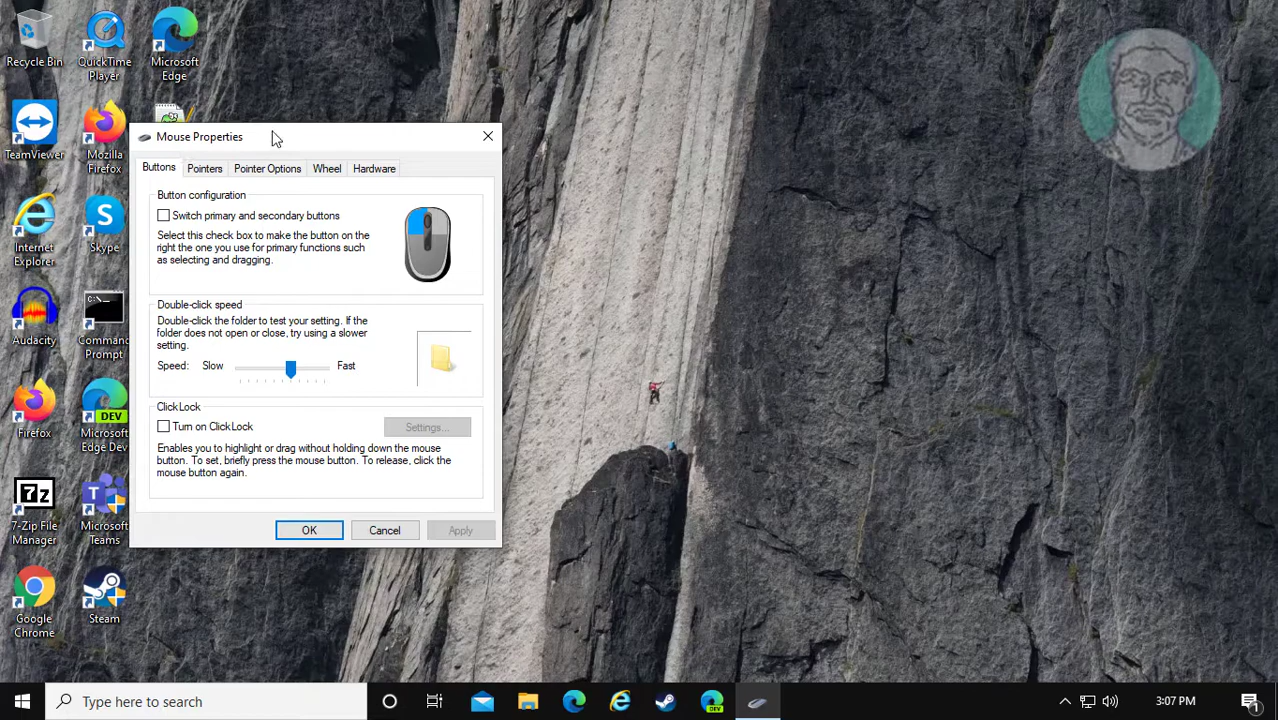 Recycle Bin
QuickTime
Player
Microsoft
Edge
TeamViewer
Mozilla
Firefox
Internet
Explorer
Skype
Audacity
Command
Prompt
C:\_
Firefox
Microsoft
Edge Dev
DEV
7z
7-Zip File
Manager
Microsoft
Teams
Google
Chrome
Steam
Mouse Properties
Buttons
Pointers
Pointer Options
Wheel
Hardware
Button configuration
Switch primary and secondary buttons
Select this check box to make the button on the
right the one you use for primary functions such
as selecting and dragging.
Double-click speed
Double-click the folder to test your setting. If the
folder does not open or close, try using a slower
setting.
Speed: Slow Fast
ClickLock
Turn on ClickLock
Settings...
Enables you to highlight or drag without holding down the mouse
button. To set, briefly press the mouse button. To release, click the
mouse button again.
OK
Cancel
Apply
Type here to search
DEV
3:07 PM
1